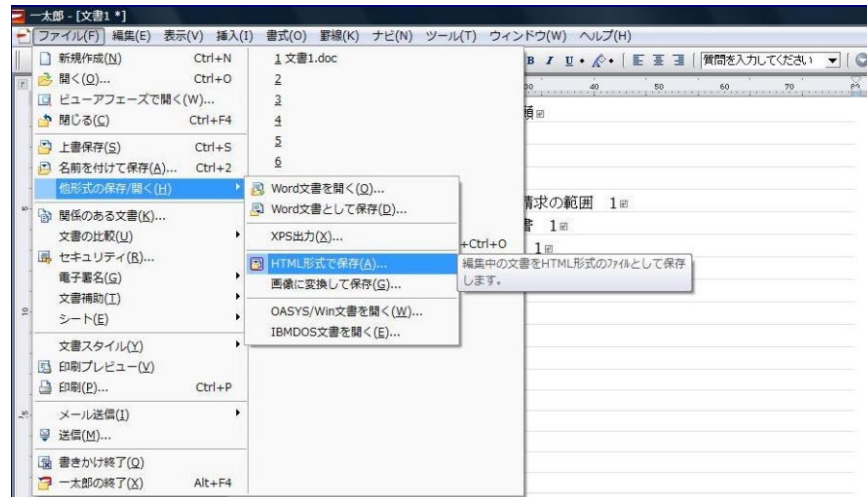 一太郎 - [文書1 *]
ファイル(F) 編集(E) 表示(V) 挿入(I) 書式(O) 罫線(K) ナビ(N) ツール(T) ウィンドウ(W) ヘルプ(H)
新規作成(N) Ctrl+N
開く(O)... Ctrl+O
ビューアフェーズで開く(W)...
閉じる(C) Ctrl+F4
上書保存(S) Ctrl+S
名前を付けて保存(A)... Ctrl+2
他形式の保存/開く(H)
関係のある文書(K)...
文書の比較(U)
セキュリティ(R)...
電子署名(G)
文書補助(T)
シート(E)
文書スタイル(Y)
印刷プレビュー(V)
印刷(P)... Ctrl+P
メール送信(I)
送信(M)...
書きかけ終了(Q)
一太郎の終了(X) Alt+F4
1 文書1.doc
2
3
4
5
6
Word文書を開く(O)...
Word文書として保存(D)...
XPS出力(X)...
HTML形式で保存(A)...
画像に変換して保存(G)...
OASYS/Win文書を開く(W)...
IBMDOS文書を開く(E)...
+Ctrl+O
編集中の文書をHTML形式のファイルとして保存
します。
B I U
質問を入力してください
40 50 60 70
請求の範囲 1
書 1
1